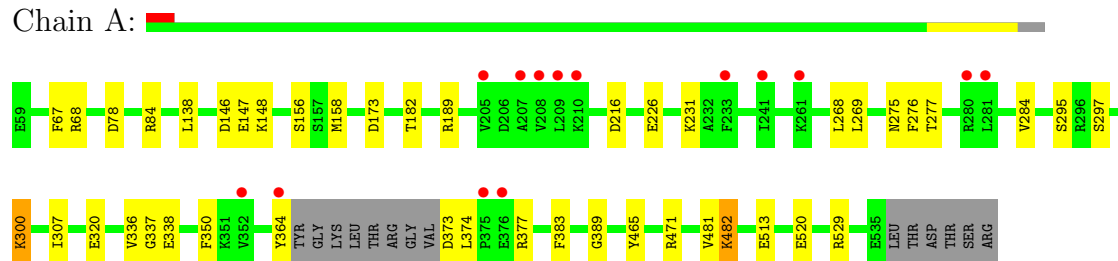 Chain A:
E59 F67 R68 D78 R84 L138 D146 E147 K148 S156 S157 M158 D173 T182 R189 V205 D206 A207 V208 L209 K210 D216 E226 K231 A232 F233 I241 K261 L268 L269 N275 F276 T277 R280 L281 V284 S295 R296 S297
K300 I307 E320 V336 G337 E338 F350 K351 V352 Y364 TYR GLY LYS LEU THR ARG GLY VAL D373 L374 P375 E376 R377 F383 G389 Y465 R471 V481 K482 E513 E520 R529 E535 LEU THR ASP THR SER ARG